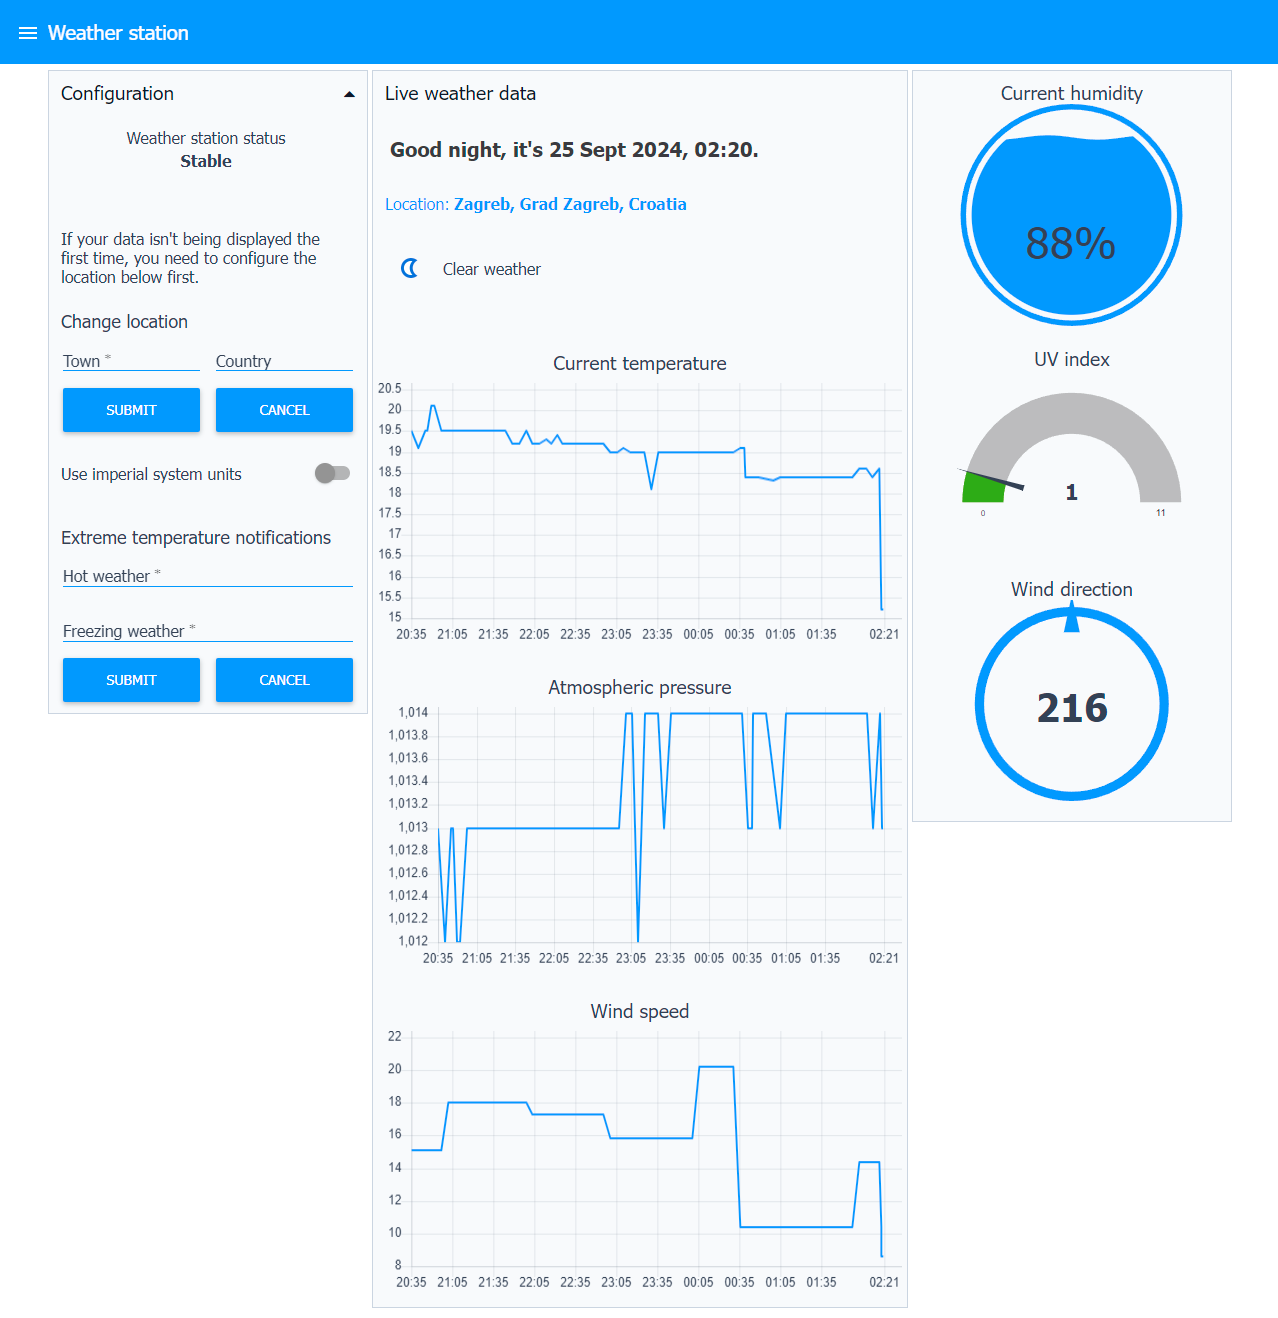 Weather station
Configuration
Weather station status
Stable
If your data isn't being displayed the
first time, you need to configure the
location below first.
Change location
Town *
Country
SUBMIT
CANCEL
Use imperial system units
Extreme temperature notifications
Hot weather *
Freezing weather *
SUBMIT
CANCEL
Live weather data
Good night, it's 25 Sept 2024, 02:20.
Location: Zagreb, Grad Zagreb, Croatia
Clear weather
Current temperature
20.5
20
19.5
19
18.5
18
17.5
17
16.5
16
15.5
15
20:35 21:05 21:35 22:05 22:35 23:05 23:35 00:05 00:35 01:05 01:35 02:21
Atmospheric pressure
1,014
1,013.8
1,013.6
1,013.4
1,013.2
1,013
1,012.8
1,012.6
1,012.4
1,012.2
1,012
20:35 21:05 21:35 22:05 22:35 23:05 23:35 00:05 00:35 01:05 01:35 02:21
Wind speed
22
20
18
16
14
12
10
8
20:35 21:05 21:35 22:05 22:35 23:05 23:35 00:05 00:35 01:05 01:35 02:21
Current humidity
88%
UV index
1
0
11
Wind direction
216